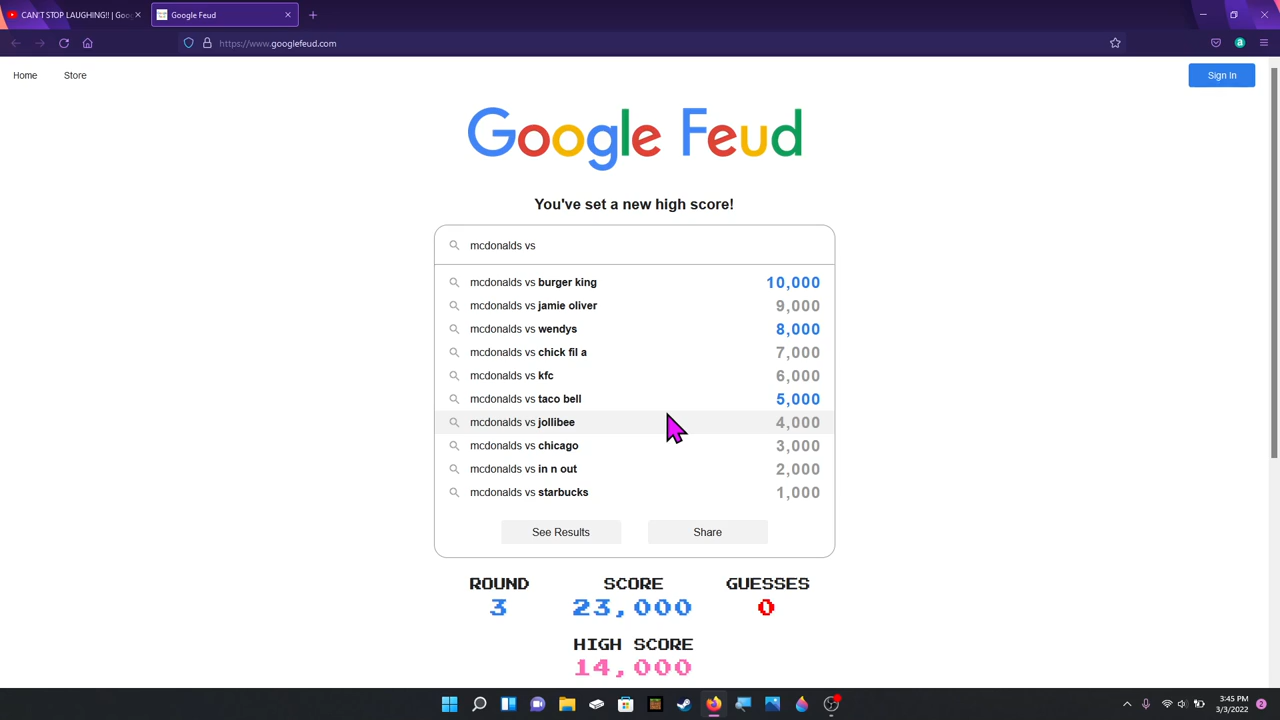 CAN'T STOP LAUGHING!! | Goo
Google Feud
https://www.googlefeud.com
Home Store Sign In
Google Feud
You've set a new high score!
mcdonalds vs
mcdonalds vs burger king 10,000
mcdonalds vs jamie oliver 9,000
mcdonalds vs wendys 8,000
mcdonalds vs chick fil a 7,000
mcdonalds vs kfc 6,000
mcdonalds vs taco bell 5,000
mcdonalds vs jollibee 4,000
mcdonalds vs chicago 3,000
mcdonalds vs in n out 2,000
mcdonalds vs starbucks 1,000
See Results Share
ROUND SCORE GUESSES
3 23,000 0
HIGH SCORE
14,000
3:45 PM
3/3/2022 2